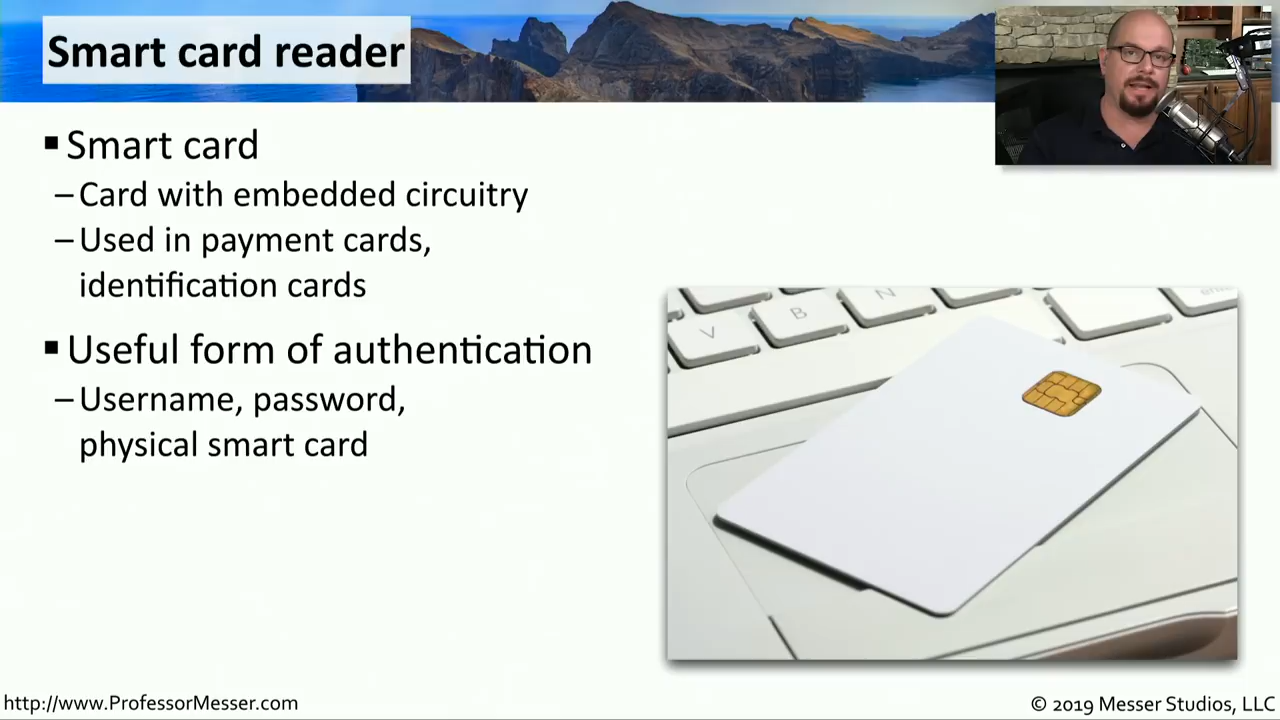 Smart card reader
▪ Smart card
– Card with embedded circuitry
– Used in payment cards,
identification cards
▪ Useful form of authentication
– Username, password,
physical smart card
V
B
N
http://www.ProfessorMesser.com
© 2019 Messer Studios, LLC